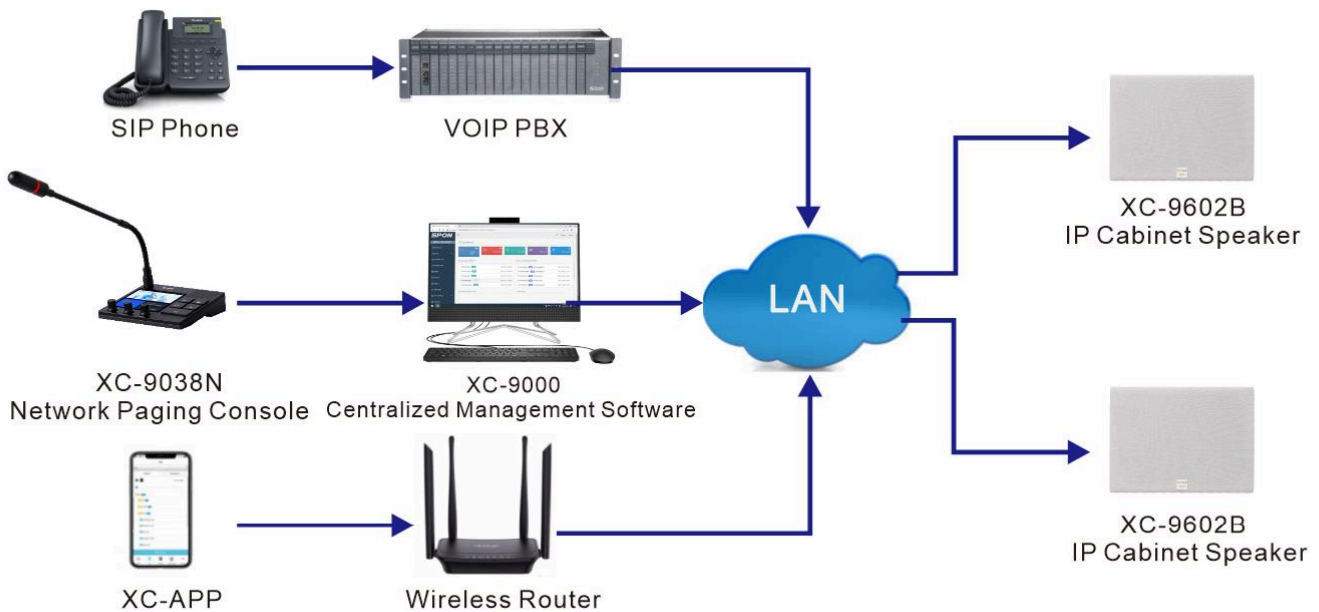 SIP Phone
VOIP PBX
XC-9602B
IP Cabinet Speaker
SPON
LAN
XC-9038N
Network Paging Console
XC-9000
Centralized Management Software
XC-9602B
IP Cabinet Speaker
XC-APP
Wireless Router